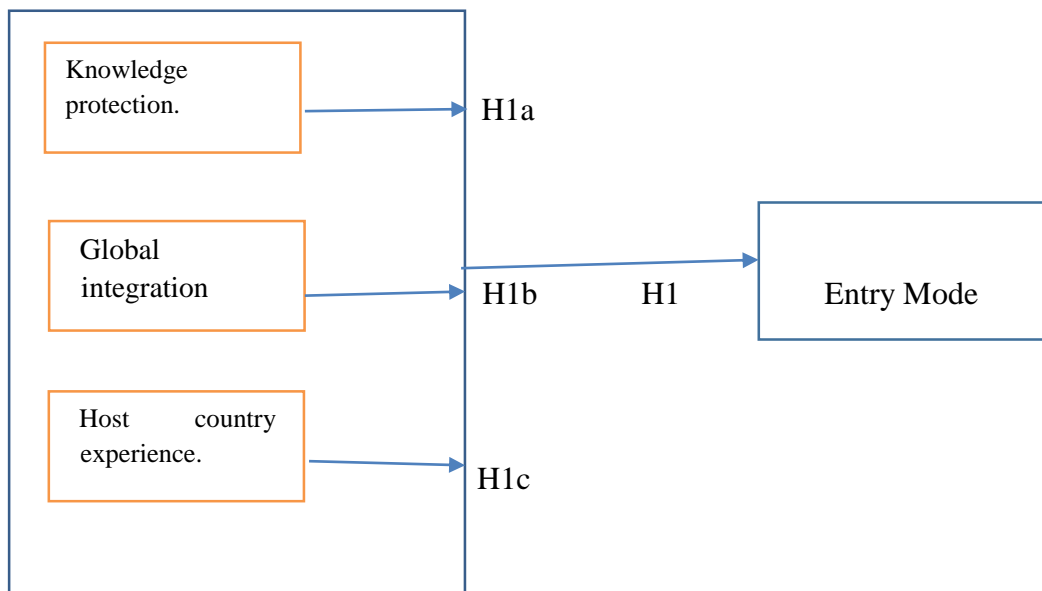 Knowledge
protection.
H1a
Global
integration
H1b
H1
Entry Mode
Host country
experience.
H1c